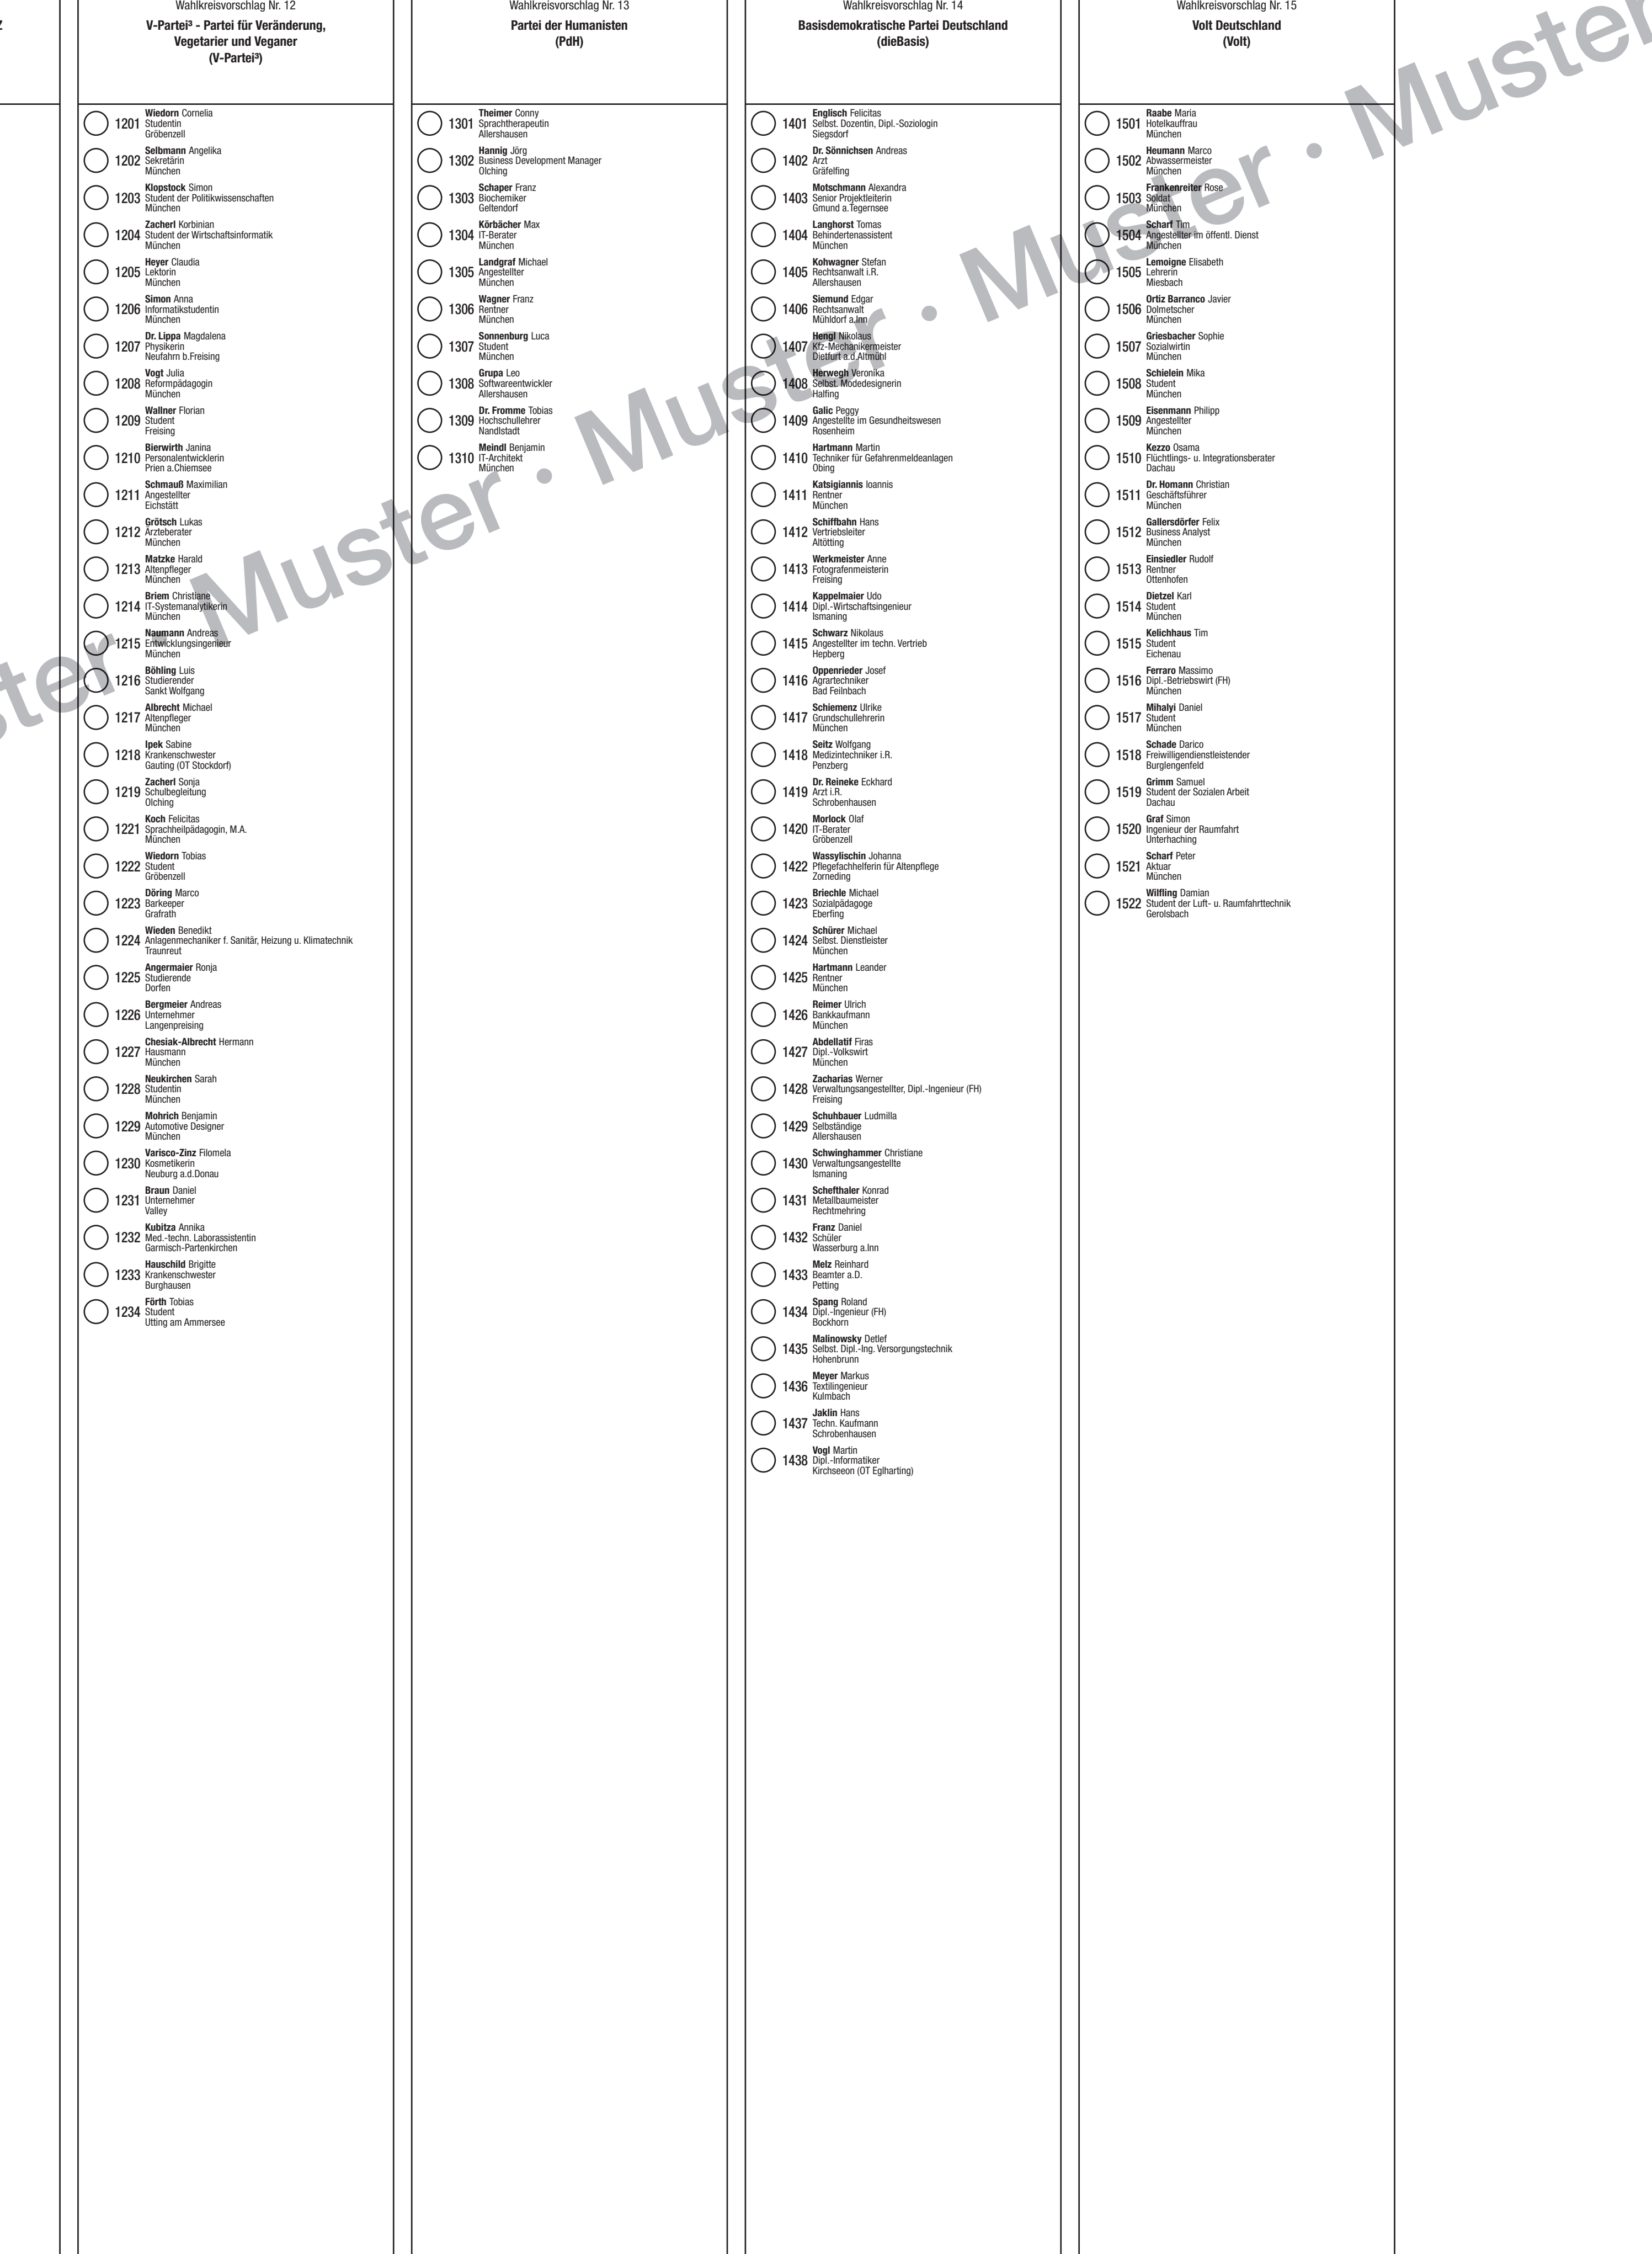 Z
Wahlkreisvorschlag Nr. 12
V-Partei³ - Partei für Veränderung,
Vegetarier und Veganer
(V-Partei³)
Wiedorn Cornelia
1201 Studentin
Gröbenzell
Selbmann Angelika
1202 Sekretärin
München
Klopstock Simon
1203 Student der Politikwissenschaften
München
Zacherl Korbinian
1204 Student der Wirtschaftsinformatik
München
Heyer Claudia
1205 Lektorin
München
Simon Anna
1206 Informatikstudentin
München
Dr. Lippa Magdalena
1207 Physikerin
Neufahrn b.Freising
Vogt Julia
1208 Reformpädagogin
München
Wallner Florian
1209 Student
Freising
Bierwirth Janina
1210 Personalentwicklerin
Prien a.Chiemsee
Schmauß Maximilian
1211 Angestellter
Eichstätt
Grötsch Lukas
1212 Ärzteberater
München
Matzke Harald
1213 Altenpfleger
München
Briem Christiane
1214 IT-Systemanalytikerin
München
Naumann Andreas
1215 Entwicklungsingenieur
München
Böhling Luis
1216 Studierender
Sankt Wolfgang
Albrecht Michael
1217 Altenpfleger
München
Ipek Sabine
1218 Krankenschwester
Gauting (OT Stockdorf)
Zacherl Sonja
1219 Schulbegleitung
Olching
Koch Felicitas
1221 Sprachheilpädagogin, M.A.
München
Wiedorn Tobias
1222 Student
Gröbenzell
Döring Marco
1223 Barkeeper
Grafrath
Wieden Benedikt
1224 Anlagenmechaniker f. Sanitär, Heizung u. Klimatechnik
Traunreut
Angermaier Ronja
1225 Studierende
Dorfen
Bergmeier Andreas
1226 Unternehmer
Langenpreising
Chesiak-Albrecht Hermann
1227 Hausmann
München
Neukirchen Sarah
1228 Studentin
München
Mohrich Benjamin
1229 Automotive Designer
München
Varisco-Zinz Filomela
1230 Kosmetikerin
Neuburg a.d.Donau
Braun Daniel
1231 Unternehmer
Valley
Kubitza Annika
1232 Med.-techn. Laborassistentin
Garmisch-Partenkirchen
Hauschild Brigitte
1233 Krankenschwester
Burghausen
Förth Tobias
1234 Student
Utting am Ammersee
Wahlkreisvorschlag Nr. 13
Partei der Humanisten
(PdH)
Theimer Conny
1301 Sprachtherapeutin
Allershausen
Hannig Jörg
1302 Business Development Manager
Olching
Schaper Franz
1303 Biochemiker
Geltendorf
Körbächer Max
1304 IT-Berater
München
Landgraf Michael
1305 Angestellter
München
Wagner Franz
1306 Rentner
München
Sonnenburg Luca
1307 Student
München
Grupa Leo
1308 Softwareentwickler
Allershausen
Dr. Fromme Tobias
1309 Hochschullehrer
Nandlstadt
Meindl Benjamin
1310 IT-Architekt
München
Wahlkreisvorschlag Nr. 14
Basisdemokratische Partei Deutschland
(dieBasis)
Englisch Felicitas
1401 Selbst. Dozentin, Dipl.-Soziologin
Siegsdorf
Dr. Sönnichsen Andreas
1402 Arzt
Gräfelfing
Motschmann Alexandra
1403 Senior Projektleiterin
Gmund a.Tegernsee
Langhorst Tomas
1404 Behindertenassistent
München
Kohwagner Stefan
1405 Rechtsanwalt i.R.
Allershausen
Siemund Edgar
1406 Rechtsanwalt
Mühldorf a.Inn
Hengl Nikolaus
1407 Kfz-Mechanikermeister
Dietfurt a.d.Altmühl
Herwegh Veronika
1408 Selbst. Modedesignerin
Halfing
Galic Peggy
1409 Angestellte im Gesundheitswesen
Rosenheim
Hartmann Martin
1410 Techniker für Gefahrenmeldeanlagen
Obing
Katsigiannis Ioannis
1411 Rentner
München
Schiffbahn Hans
1412 Vertriebsleiter
Altötting
Werkmeister Anne
1413 Fotografenmeisterin
Freising
Kappelmaier Udo
1414 Dipl.-Wirtschaftsingenieur
Ismaning
Schwarz Nikolaus
1415 Angestellter im techn. Vertrieb
Hepberg
Oppenrieder Josef
1416 Agrartechniker
Bad Feilnbach
Schiemenz Ulrike
1417 Grundschullehrerin
München
Seitz Wolfgang
1418 Medizintechniker i.R.
Penzberg
Dr. Reineke Eckhard
1419 Arzt i.R.
Schrobenhausen
Morlock Olaf
1420 IT-Berater
Gröbenzell
Wassylischin Johanna
1422 Pflegefachhelferin für Altenpflege
Zorneding
Briechle Michael
1423 Sozialpädagoge
Eberfing
Schürer Michael
1424 Selbst. Dienstleister
München
Hartmann Leander
1425 Rentner
München
Reimer Ulrich
1426 Bankkaufmann
München
Abdellatif Firas
1427 Dipl.-Volkswirt
München
Zacharias Werner
1428 Verwaltungsangestellter, Dipl.-Ingenieur (FH)
Freising
Schuhbauer Ludmilla
1429 Selbständige
Allershausen
Schwinghammer Christiane
1430 Verwaltungsangestellte
Ismaning
Schefthaler Konrad
1431 Metallbaumeister
Rechtmehring
Franz Daniel
1432 Schüler
Wasserburg a.Inn
Melz Reinhard
1433 Beamter a.D.
Petting
Spang Roland
1434 Dipl.-Ingenieur (FH)
Bockhorn
Malinowsky Detlef
1435 Selbst. Dipl.-Ing. Versorgungstechnik
Hohenbrunn
Meyer Markus
1436 Textilingenieur
Kulmbach
Jaklin Hans
1437 Techn. Kaufmann
Schrobenhausen
Vogl Martin
1438 Dipl.-Informatiker
Kirchseeon (OT Eglharting)
Wahlkreisvorschlag Nr. 15
Volt Deutschland
(Volt)
Raabe Maria
1501 Hotelkauffrau
München
Heumann Marco
1502 Abwassermeister
München
Frankenreiter Rose
1503 Soldat
München
Scharf Tim
1504 Angestellter im öffentl. Dienst
München
Lemoigne Elisabeth
1505 Lehrerin
Miesbach
Ortiz Barranco Javier
1506 Dolmetscher
München
Griesbacher Sophie
1507 Sozialwirtin
München
Schielein Mika
1508 Student
München
Eisenmann Philipp
1509 Angestellter
München
Kezzo Osama
1510 Flüchtlings- u. Integrationsberater
Dachau
Dr. Homann Christian
1511 Geschäftsführer
München
Gallersdörfer Felix
1512 Business Analyst
München
Einsiedler Rudolf
1513 Rentner
Ottenhofen
Dietzel Karl
1514 Student
München
Kelichhaus Tim
1515 Student
Eichenau
Ferraro Massimo
1516 Dipl.-Betriebswirt (FH)
München
Mihalyi Daniel
1517 Student
München
Schade Darico
1518 Freiwilligendienstleistender
Burglengenfeld
Grimm Samuel
1519 Student der Sozialen Arbeit
Dachau
Graf Simon
1520 Ingenieur der Raumfahrt
Unterhaching
Scharf Peter
1521 Aktuar
München
Wilfling Damian
1522 Student der Luft- u. Raumfahrttechnik
Gerolsbach
ster · Muster · Muster · Muster · Muster